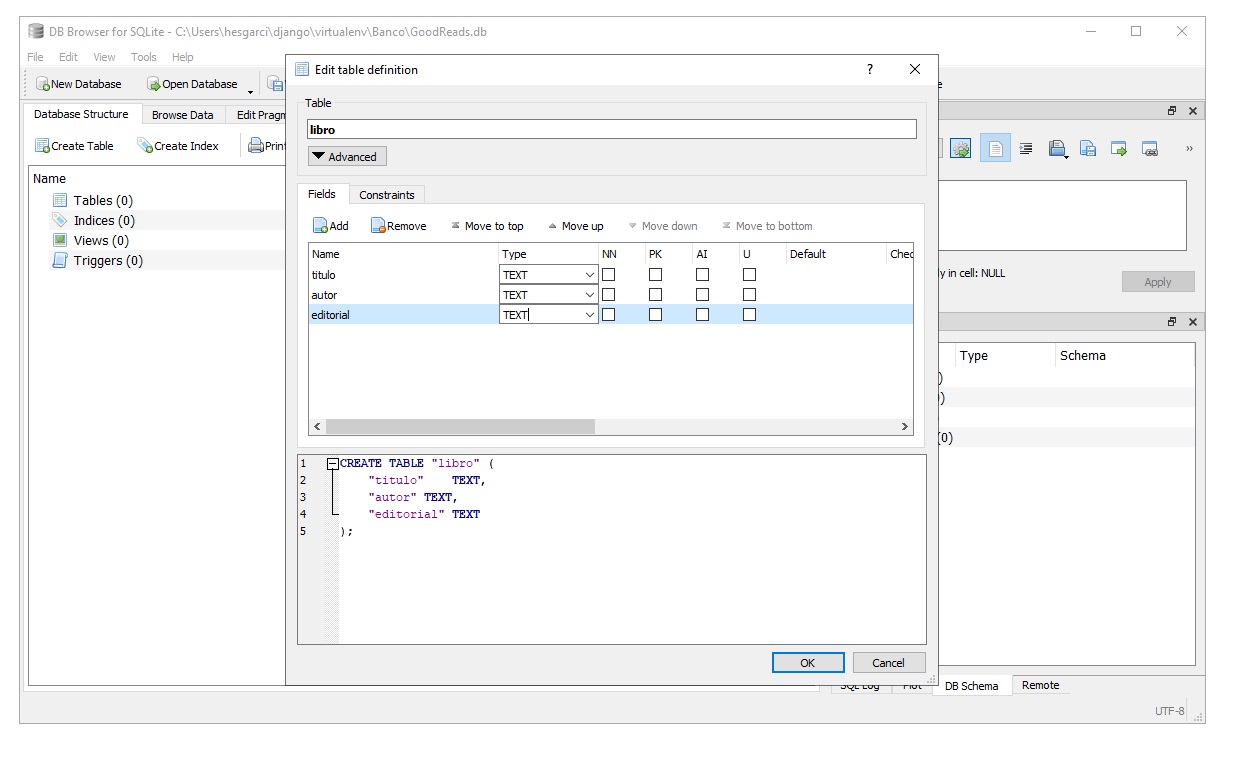 DB Browser for SQLite - C:\Users\hesgarci\django\virtualenv\Banco\GoodReads.db
File Edit View Tools Help
New Database Open Database
Database Structure Browse Data Edit Pragm
Create Table Create Index Print
Name
Tables (0)
Indices (0)
Views (0)
Triggers (0)
Edit table definition ? 
Table
libro
Advanced
Fields Constraints
Add Remove Move to top Move up Move down Move to bottom
Name Type NN PK AI U Default Chec
titulo TEXT
autor TEXT
editorial TEXT
1 CREATE TABLE "libro" (
2 "titulo" TEXT,
3 "autor" TEXT,
4 "editorial" TEXT
5 );
OK Cancel
e
»
y in cell: NULL
Apply
Type Schema
)
)
(0)
SQL Log Plot DB Schema Remote
UTF-8